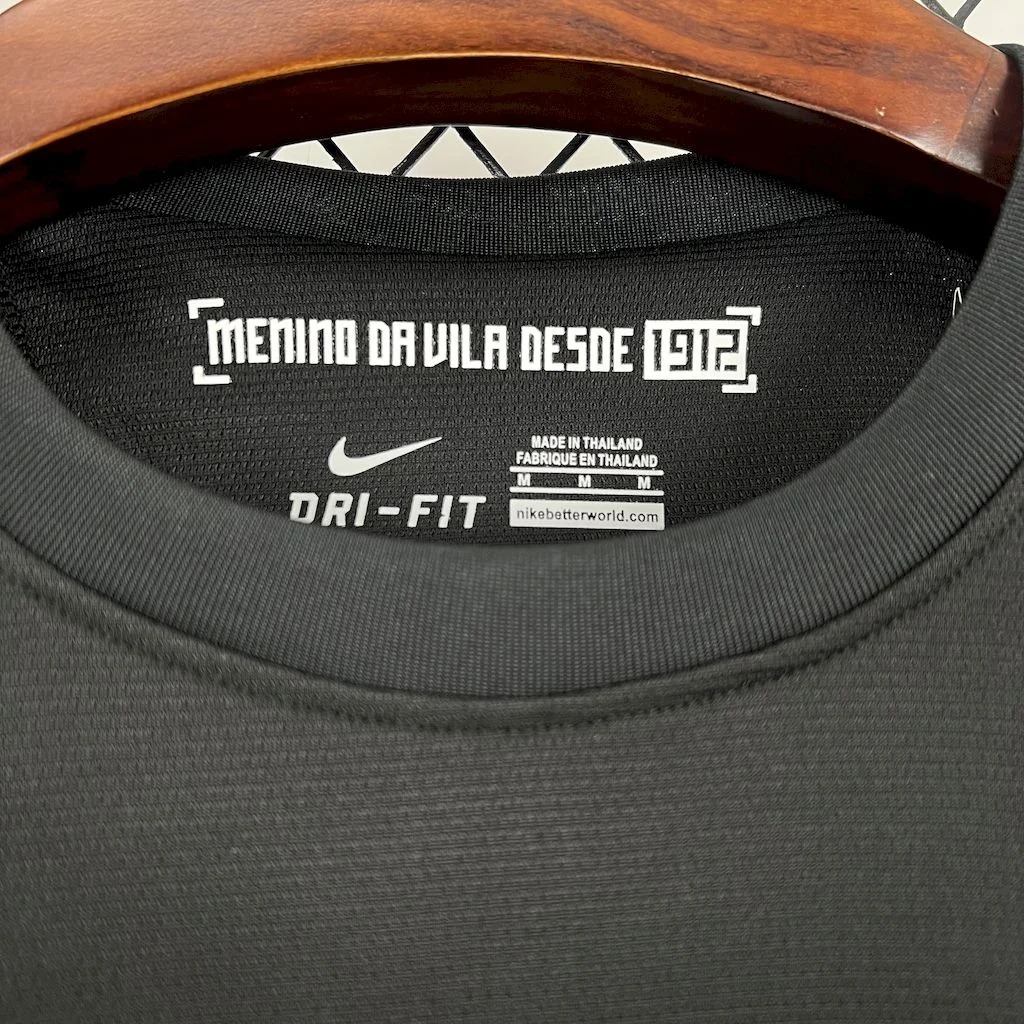 MENINO DA VILA DESDE 1912
DRI-FIT
MADE IN THAILAND
FABRIQUE EN THAILAND
M M M
nikebetterworld.com